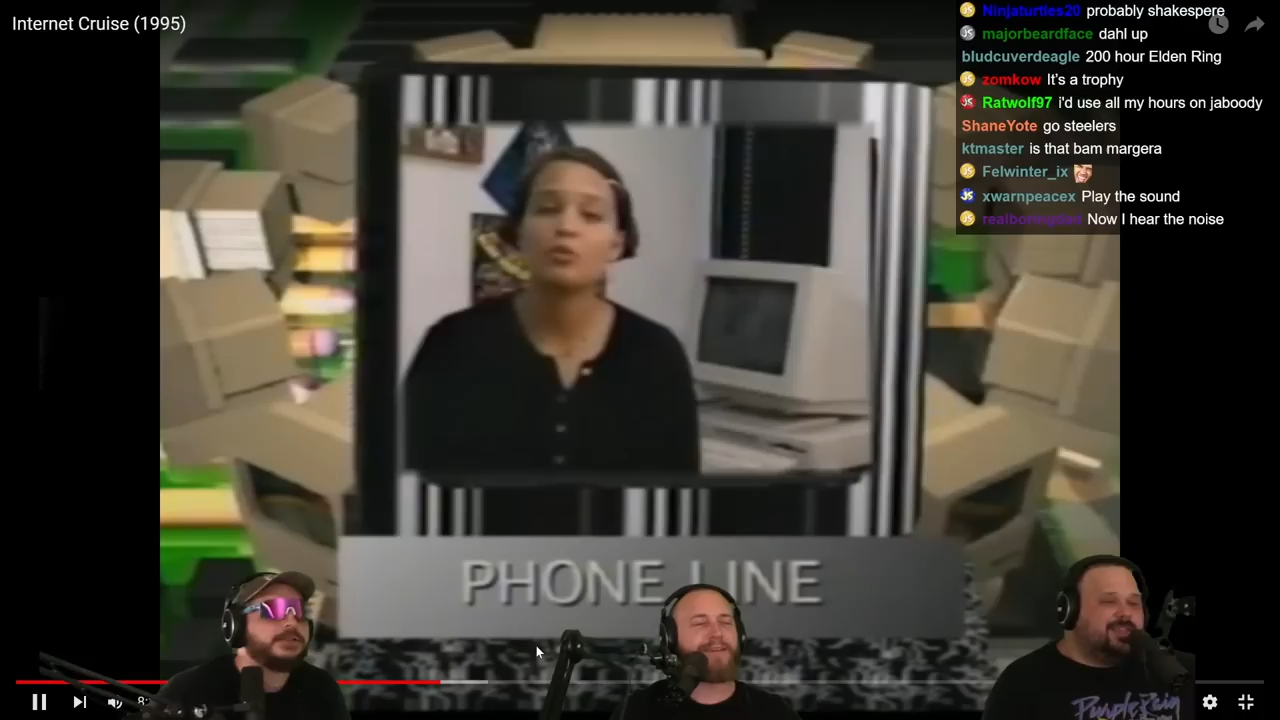 Internet Cruise (1995)
Ninjaturtles20 probably shakespere
majorbeardface dahl up
bludcuverdeagle 200 hour Elden Ring
zomkow It's a trophy
Ratwolf97 i'd use all my hours on jaboody
ShaneYote go steelers
ktmaster is that bam margera
Felwinter_ix
xwarnpeacex Play the sound
Now I hear the noise
PHONE LINE
Purple Rain